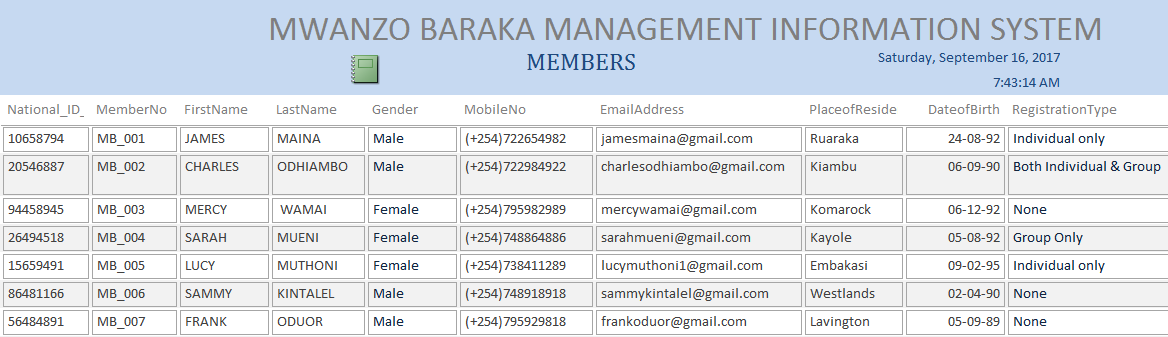 MWANZO BARAKA MANAGEMENT INFORMATION SYSTEM
MEMBERS
Saturday, September 16, 2017
7:43:14 AM
National_ID_ MemberNo FirstName LastName Gender MobileNo EmailAddress PlaceofReside DateofBirth RegistrationType
10658794 MB_001 JAMES MAINA Male (+254)722654982 jamesmaina@gmail.com Ruaraka 24-08-92 Individual only
20546887 MB_002 CHARLES ODHIAMBO Male (+254)722984922 charlesodhiambo@gmail.com Kiambu 06-09-90 Both Individual & Group
94458945 MB_003 MERCY WAMAI Female (+254)795982989 mercywamai@gmail.com Komarock 06-12-92 None
26494518 MB_004 SARAH MUENI Female (+254)748864886 sarahmueni@gmail.com Kayole 05-08-92 Group Only
15659491 MB_005 LUCY MUTHONI Female (+254)738411289 lucymuthoni1@gmail.com Embakasi 09-02-95 Individual only
86481166 MB_006 SAMMY KINTALEL Male (+254)748918918 sammykintalel@gmail.com Westlands 02-04-90 None
56484891 MB_007 FRANK ODUOR Male (+254)795929818 frankoduor@gmail.com Lavington 05-09-89 None